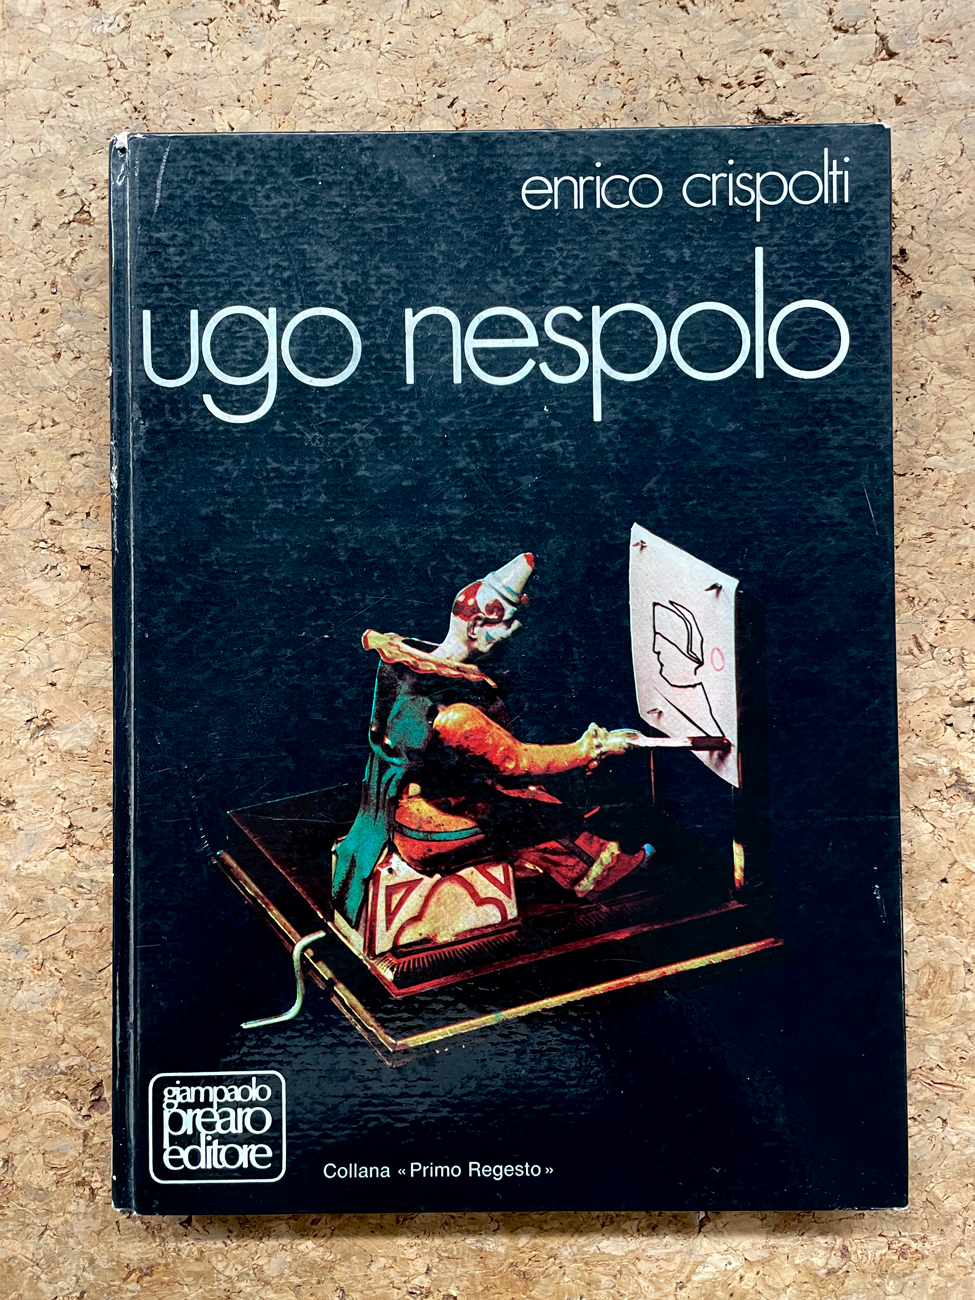 enrico crispolti
ugo nespolo
giampaolo
prearo
editore
Collana «Primo Regesto»